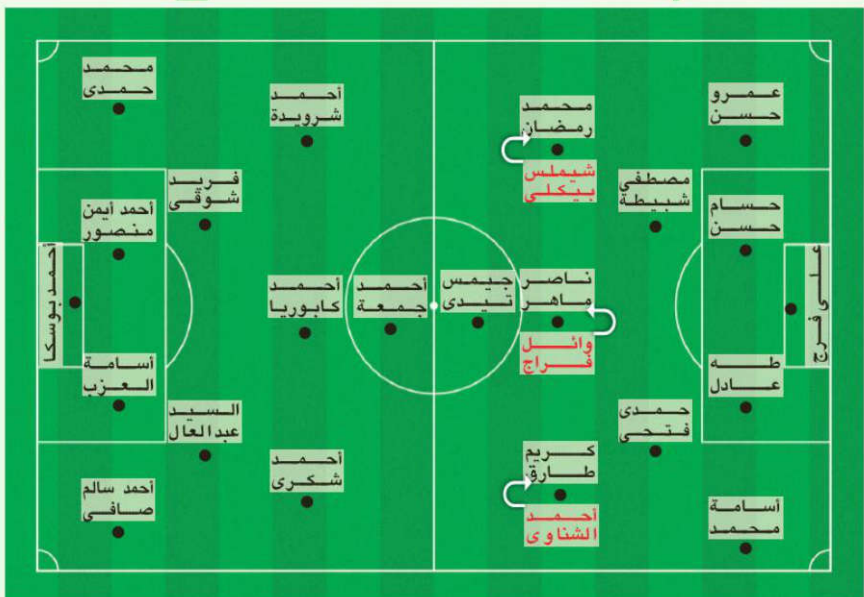 محمد
حمدى
أحمد
شرويدة
محمد
رمضان
شيملس
بيكلى
عمرو
حسن
فريد
شوقى
مصطفى
شبيطة
أحمد أيمن
منصور
حسام
حسن
أحمد بوسكا
أحمد
كابوريا
أحمد
جمعة
جيمس
تيدى
ناصر
ماهر
وائل
فراج
على فرج
أسامة
العزب
طه
عادل
السيد
عبدالعال
حمدى
فتحى
أحمد
شكرى
كريم
طارق
أحمد
الشناوى
أحمد سالم
صافى
أسامة
محمد